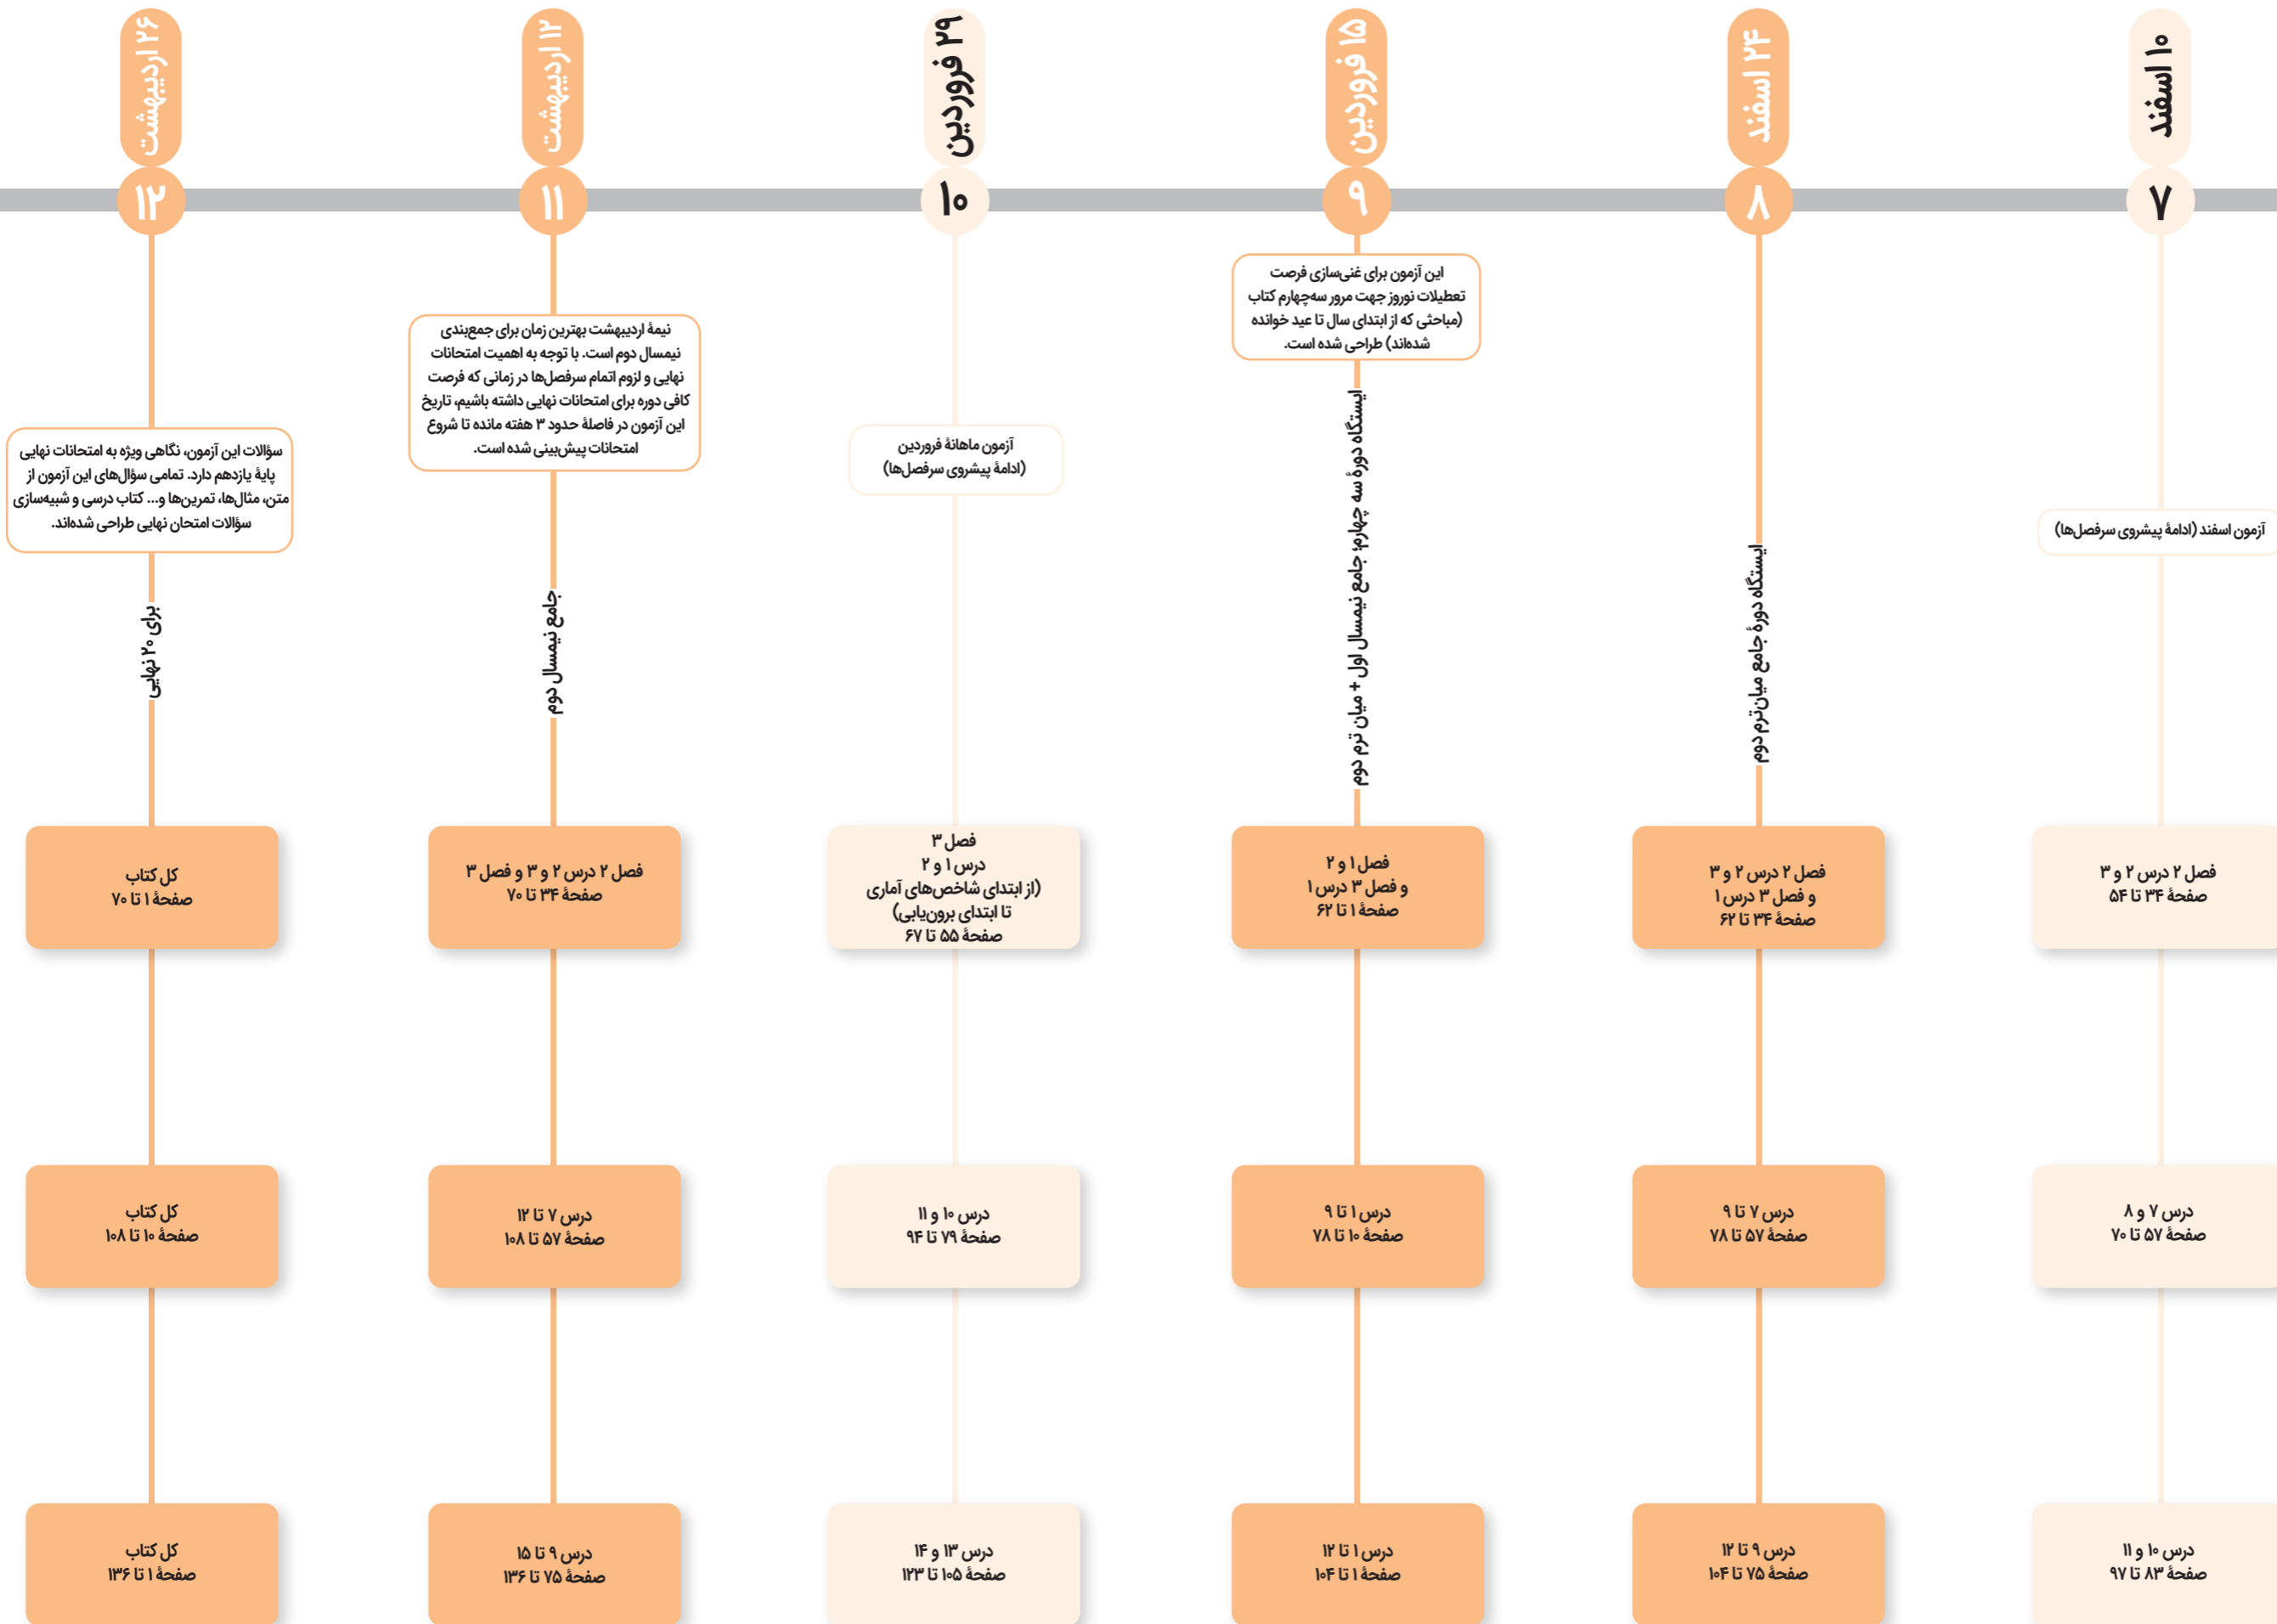 ۱۰ اسفند
۷
آزمون اسفند (ادامهٔ پیشروی سرفصل‌ها)
فصل ۲ درس ۲ و ۳
صفحهٔ ۳۴ تا ۵۴
درس ۷ و ۸
صفحهٔ ۵۷ تا ۷۰
درس ۱۰ و ۱۱
صفحهٔ ۸۳ تا ۹۷
۲۴ اسفند
۸
ایستگاه دورهٔ جامع میان‌ترم دوم
فصل ۲ درس ۲ و ۳
و فصل ۳ درس ۱
صفحهٔ ۳۴ تا ۶۲
درس ۷ تا ۹
صفحهٔ ۵۷ تا ۷۸
درس ۹ تا ۱۲
صفحهٔ ۷۵ تا ۱۰۴
۱۵ فروردین
۹
این آزمون برای غنی‌سازی فرصت
تعطیلات نوروز جهت مرور سه‌چهارم کتاب
(مباحثی که از ابتدای سال تا عید خوانده
شده‌اند) طراحی شده است.
ایستگاه دورهٔ سه چهارم؛ جامع نیمسال اول + میان ترم دوم
فصل ۱ و ۲
و فصل ۳ درس ۱
صفحهٔ ۱ تا ۶۲
درس ۱ تا ۹
صفحهٔ ۱۰ تا ۷۸
درس ۱ تا ۱۲
صفحهٔ ۱ تا ۱۰۴
۲۹ فروردین
۱۰
آزمون ماهانهٔ فروردین
(ادامهٔ پیشروی سرفصل‌ها)
فصل ۳
درس ۱ و ۲
(از ابتدای شاخص‌های آماری
تا ابتدای برون‌یابی)
صفحهٔ ۵۵ تا ۶۷
درس ۱۰ و ۱۱
صفحهٔ ۷۹ تا ۹۴
درس ۱۳ و ۱۴
صفحهٔ ۱۰۵ تا ۱۲۳
۱۲ اردیبهشت
۱۱
نیمهٔ اردیبهشت بهترین زمان برای جمع‌بندی
نیمسال دوم است. با توجه به اهمیت امتحانات
نهایی و لزوم اتمام سرفصل‌ها در زمانی که فرصت
کافی دوره برای امتحانات نهایی داشته باشیم، تاریخ
این آزمون در فاصلهٔ حدود ۳ هفته مانده تا شروع
امتحانات پیش‌بینی شده است.
جامع نیمسال دوم
فصل ۲ درس ۲ و ۳ و فصل ۳
صفحهٔ ۳۴ تا ۷۰
درس ۷ تا ۱۲
صفحهٔ ۵۷ تا ۱۰۸
درس ۹ تا ۱۵
صفحهٔ ۷۵ تا ۱۳۶
۲۶ اردیبهشت
۱۲
سؤالات این آزمون، نگاهی ویژه به امتحانات نهایی
پایهٔ یازدهم دارد. تمامی سؤال‌های این آزمون از
متن، مثال‌ها، تمرین‌ها و... کتاب درسی و شبیه‌سازی
سؤالات امتحان نهایی طراحی شده‌اند.
برای ۲۰ نهایی
کل کتاب
صفحهٔ ۱ تا ۷۰
کل کتاب
صفحهٔ ۱۰ تا ۱۰۸
کل کتاب
صفحهٔ ۱ تا ۱۳۶